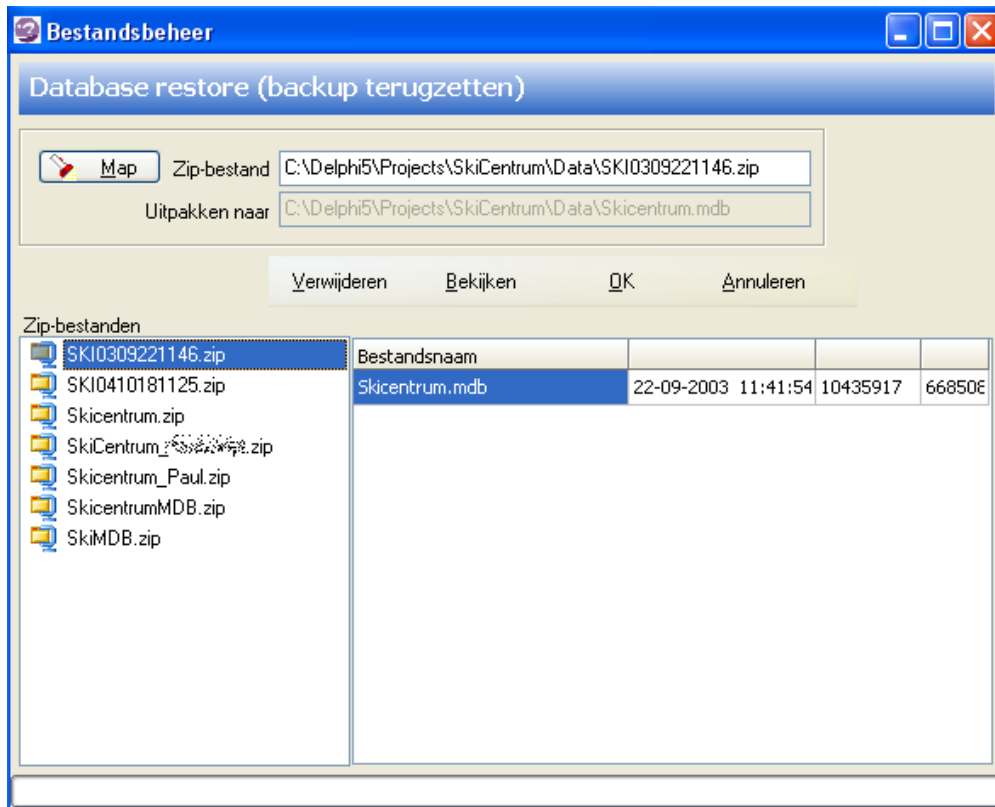 Bestandsbeheer
Database restore (backup terugzetten)
Map Zip-bestand C:\Delphi5\Projects\SkiCentrum\Data\SKI0309221146.zip
Uitpakken naar C:\Delphi5\Projects\SkiCentrum\Data\Skicentrum.mdb
Verwijderen Bekijken OK Annuleren
Zip-bestanden
SKI0309221146.zip
SKI0410181125.zip
Skicentrum.zip
SkiCentrum_ .zip
Skicentrum_Paul.zip
SkicentrumMDB.zip
SkiMDB.zip
Bestandsnaam
Skicentrum.mdb 22-09-2003 11:41:54 10435917 668508